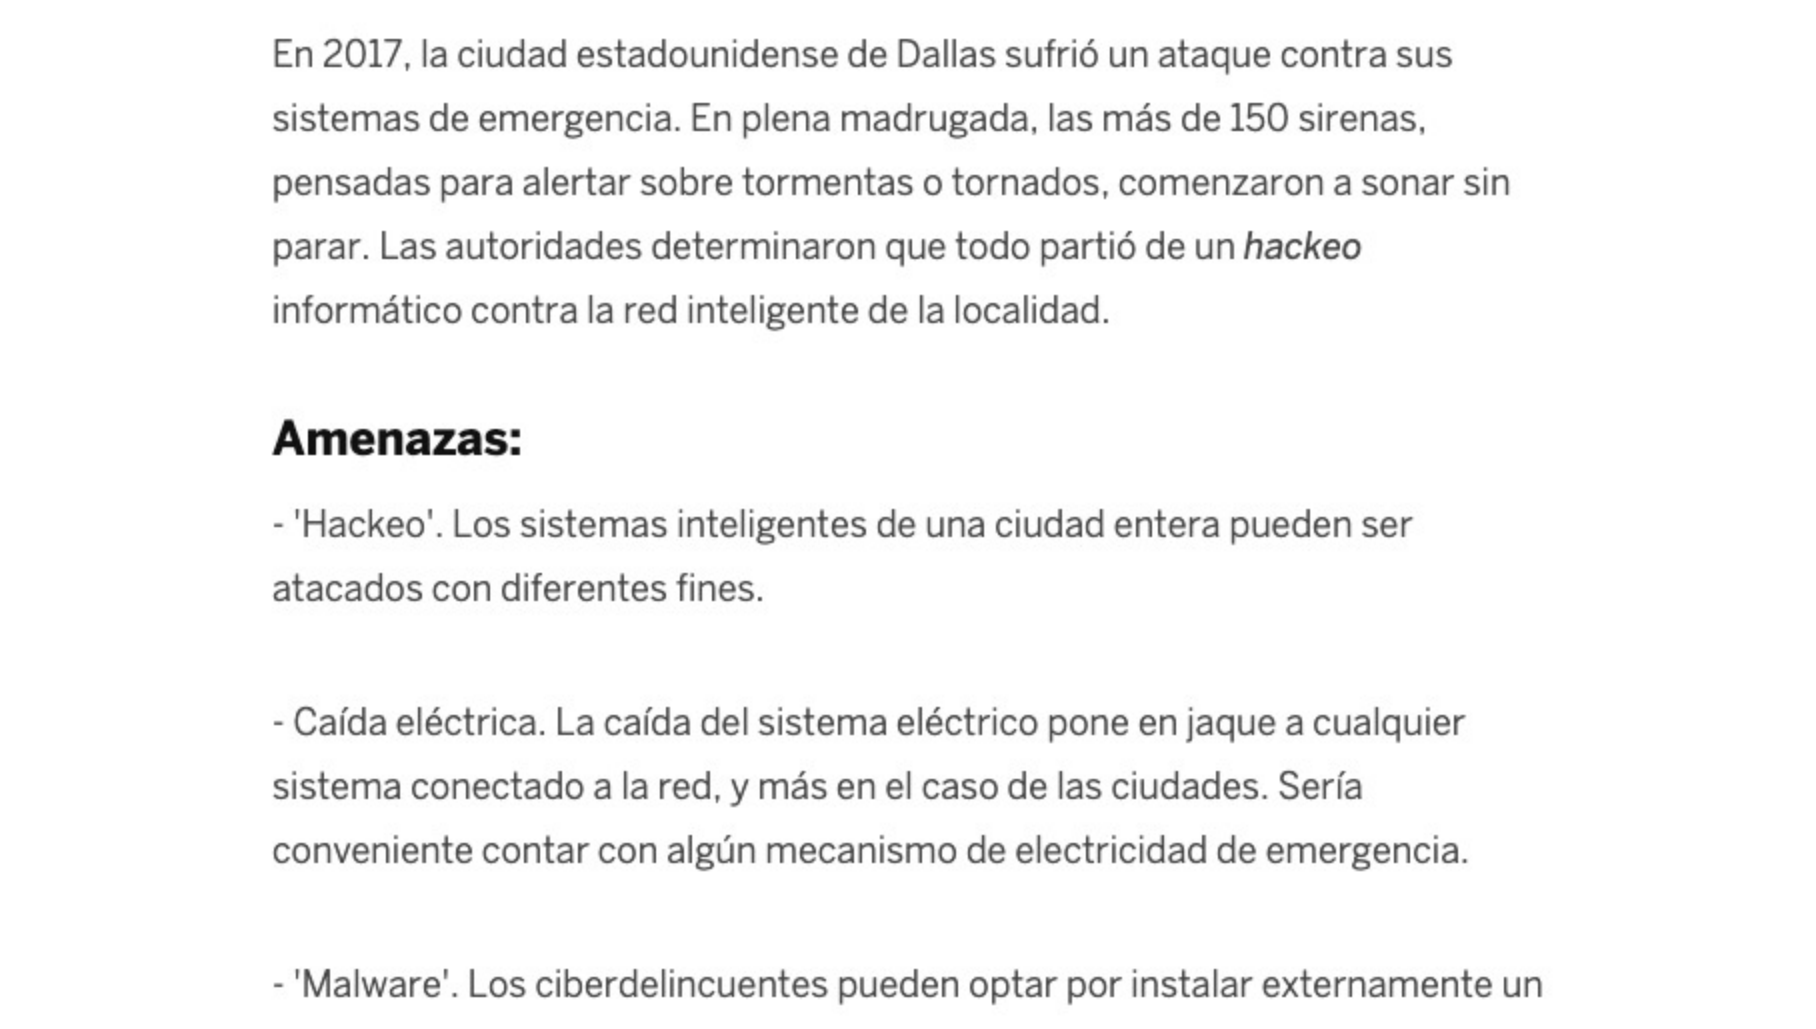 En 2017, la ciudad estadounidense de Dallas sufrió un ataque contra sus
sistemas de emergencia. En plena madrugada, las más de 150 sirenas,
pensadas para alertar sobre tormentas o tornados, comenzaron a sonar sin
parar. Las autoridades determinaron que todo partió de un hackeo
informático contra la red inteligente de la localidad.
Amenazas:
- 'Hackeo'. Los sistemas inteligentes de una ciudad entera pueden ser
atacados con diferentes fines.
- Caída eléctrica. La caída del sistema eléctrico pone en jaque a cualquier
sistema conectado a la red, y más en el caso de las ciudades. Sería
conveniente contar con algún mecanismo de electricidad de emergencia.
- 'Malware'. Los ciberdelincuentes pueden optar por instalar externamente un